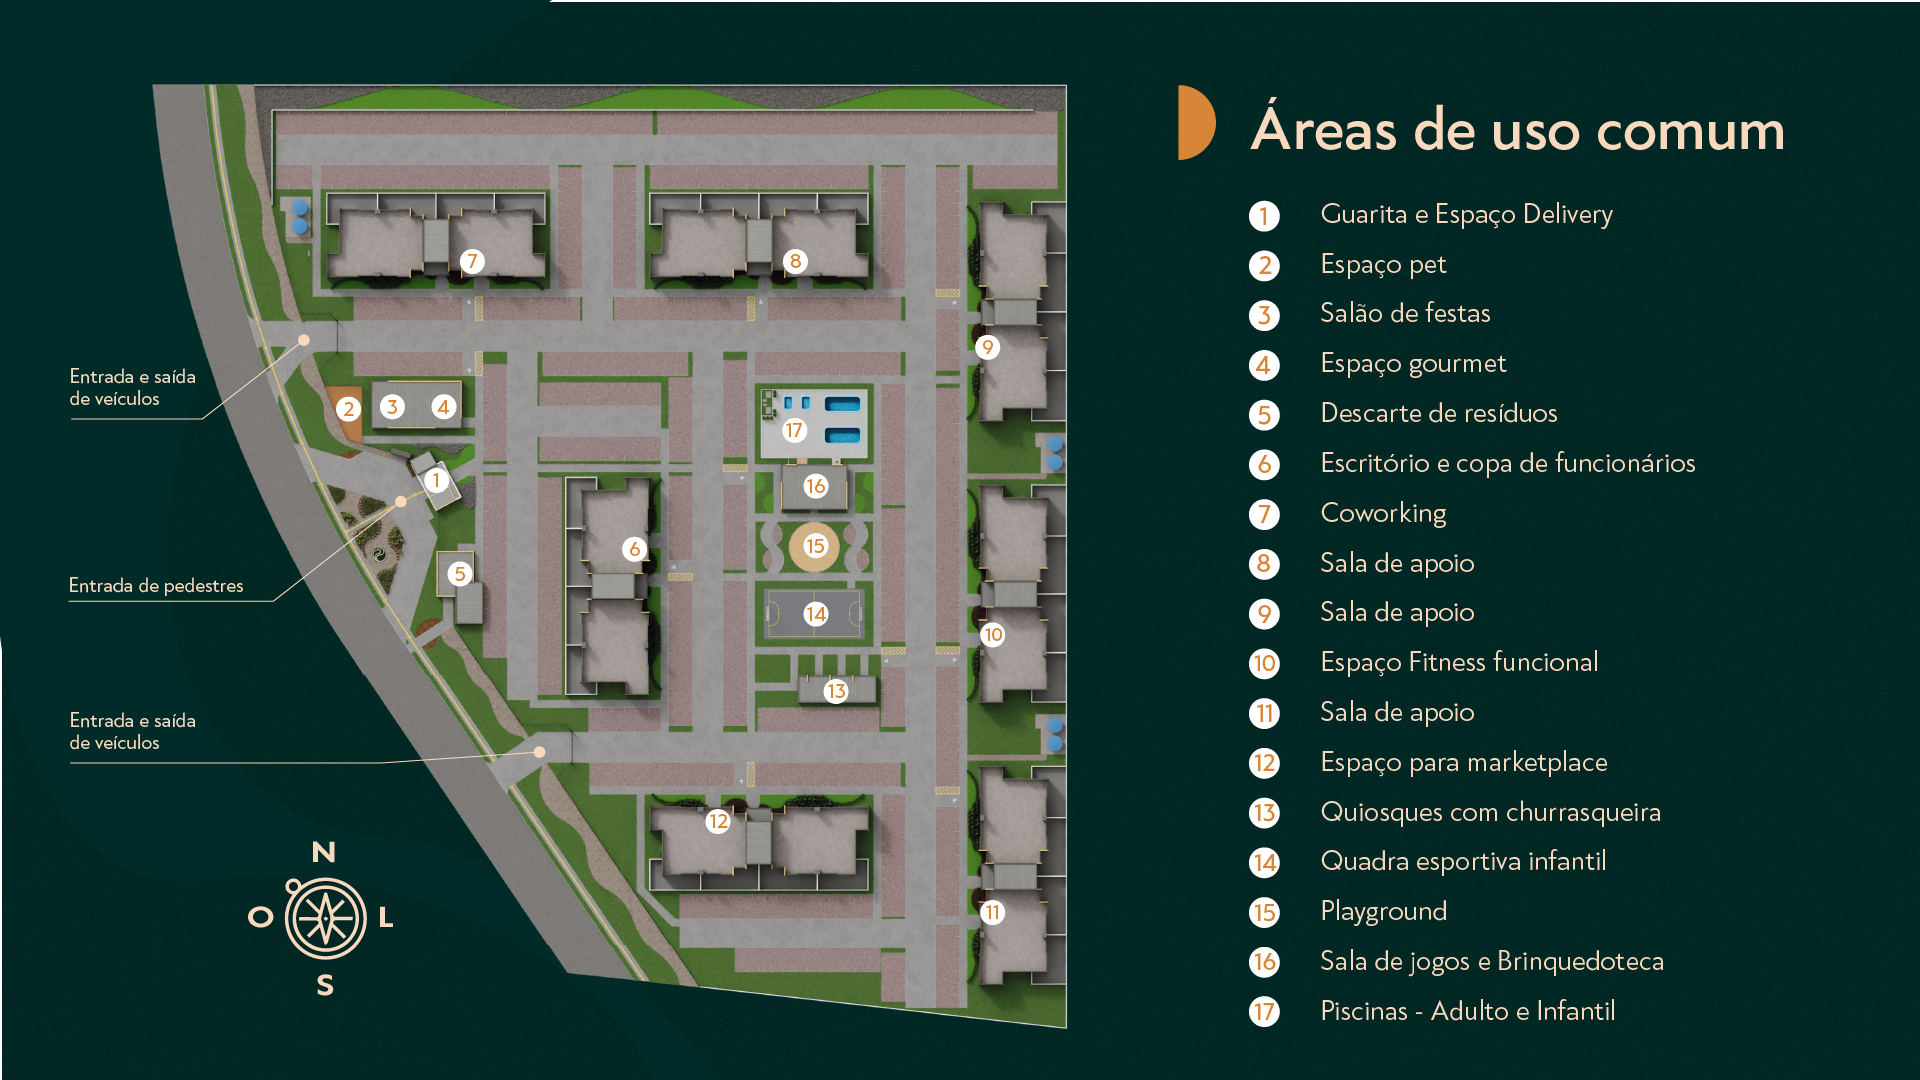 Áreas de uso comum
1 Guarita e Espaço Delivery
2 Espaço pet
3 Salão de festas
4 Espaço gourmet
5 Descarte de resíduos
6 Escritório e copa de funcionários
7 Coworking
8 Sala de apoio
9 Sala de apoio
10 Espaço Fitness funcional
11 Sala de apoio
12 Espaço para marketplace
13 Quiosques com churrasqueira
14 Quadra esportiva infantil
15 Playground
16 Sala de jogos e Brinquedoteca
17 Piscinas - Adulto e Infantil
7
8
9
Entrada e saída
de veículos
2
3
4
17
1
16
6
15
Entrada de pedestres
5
14
10
13
Entrada e saída
de veículos
12
11
N
O
L
S